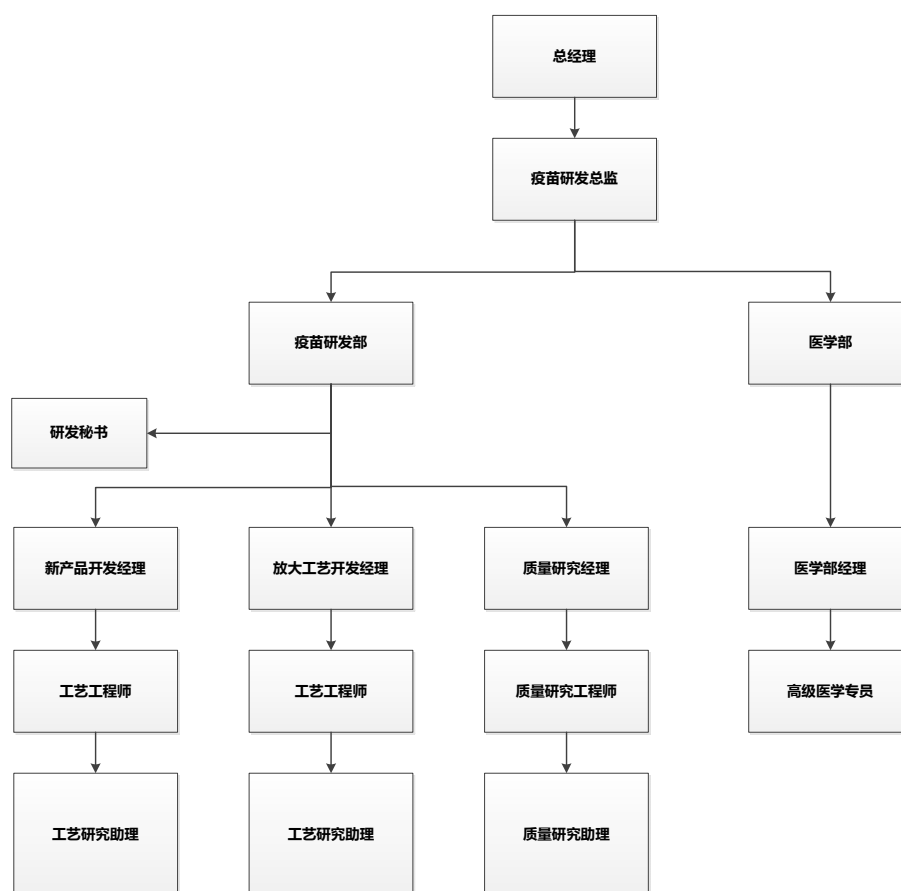 总经理
疫苗研发总监
疫苗研发部
医学部
研发秘书
新产品开发经理
放大工艺开发经理
质量研究经理
医学部经理
工艺工程师
工艺工程师
质量研究工程师
高级医学专员
工艺研究助理
工艺研究助理
质量研究助理